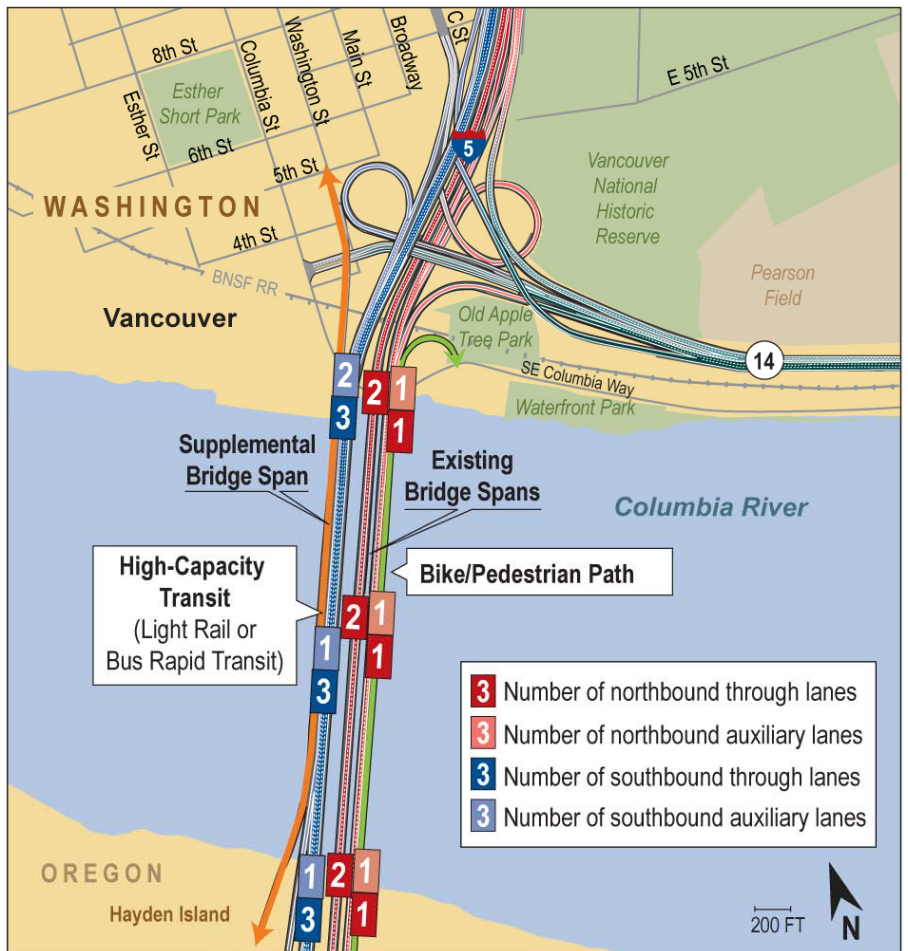 8th St
Columbia St
Washington St
Main St
Broadway
C St
E 5th St
Esther
Short Park
Esther St
6th St
5
5th St
Vancouver
National
Historic
Reserve
WASHINGTON
4th St
BNSF RR
Pearson
Field
Vancouver
Old Apple
Tree Park
14
SE Columbia Way
Waterfront Park
2
3
2
1
1
Supplemental
Bridge Span
Existing
Bridge Spans
Columbia River
High-Capacity
Transit
(Light Rail or
Bus Rapid Transit)
Bike/Pedestrian Path
1
3
2
1
1
3 Number of northbound through lanes
3 Number of northbound auxiliary lanes
3 Number of southbound through lanes
3 Number of southbound auxiliary lanes
OREGON
Hayden Island
1
3
2
1
1
200 FT
N